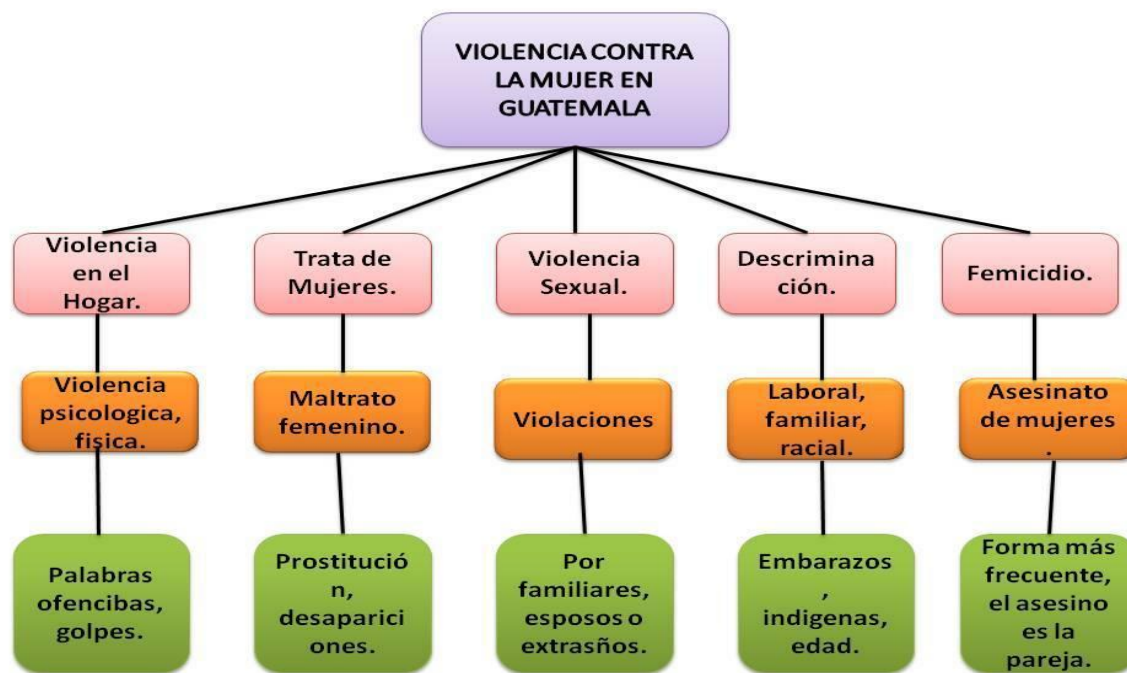 VIOLENCIA CONTRA
LA MUJER EN
GUATEMALA
Violencia
en el
Hogar.
Trata de
Mujeres.
Violencia
Sexual.
Descrimina
ción.
Femicidio.
Violencia
psicologica,
fisica.
Maltrato
femenino.
Violaciones
Laboral,
familiar,
racial.
Asesinato
de mujeres
.
Palabras
ofencibas,
golpes.
Prostitució
n,
desaparici
ones.
Por
familiares,
esposos o
extrasños.
Embarazos
,
indigenas,
edad.
Forma más
frecuente,
el asesino
es la
pareja.